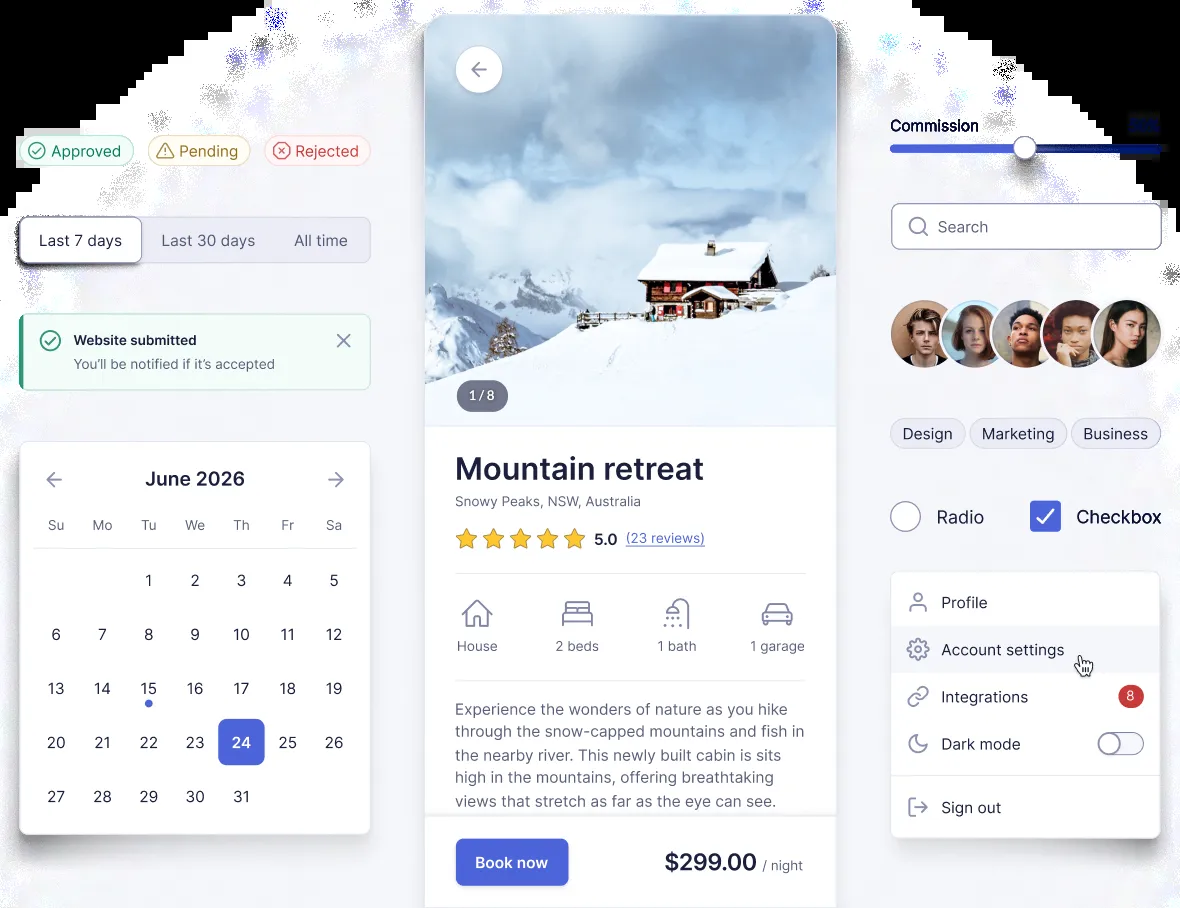 Approved
Pending
Rejected
Last 7 days
Last 30 days
All time
Website submitted
You'll be notified if it's accepted
June 2026
Su Mo Tu We Th Fr Sa
1 2 3 4 5
6 7 8 9 10 11 12
13 14 15 16 17 18 19
20 21 22 23 24 25 26
27 28 29 30 31
1 / 8
Mountain retreat
Snowy Peaks, NSW, Australia
5.0 (23 reviews)
House
2 beds
1 bath
1 garage
Experience the wonders of nature as you hike
through the snow-capped mountains and fish in
the nearby river. This newly built cabin is sits
high in the mountains, offering breathtaking
views that stretch as far as the eye can see.
Book now
$299.00 / night
Commission
Search
Design
Marketing
Business
Radio
Checkbox
Profile
Account settings
Integrations
8
Dark mode
Sign out